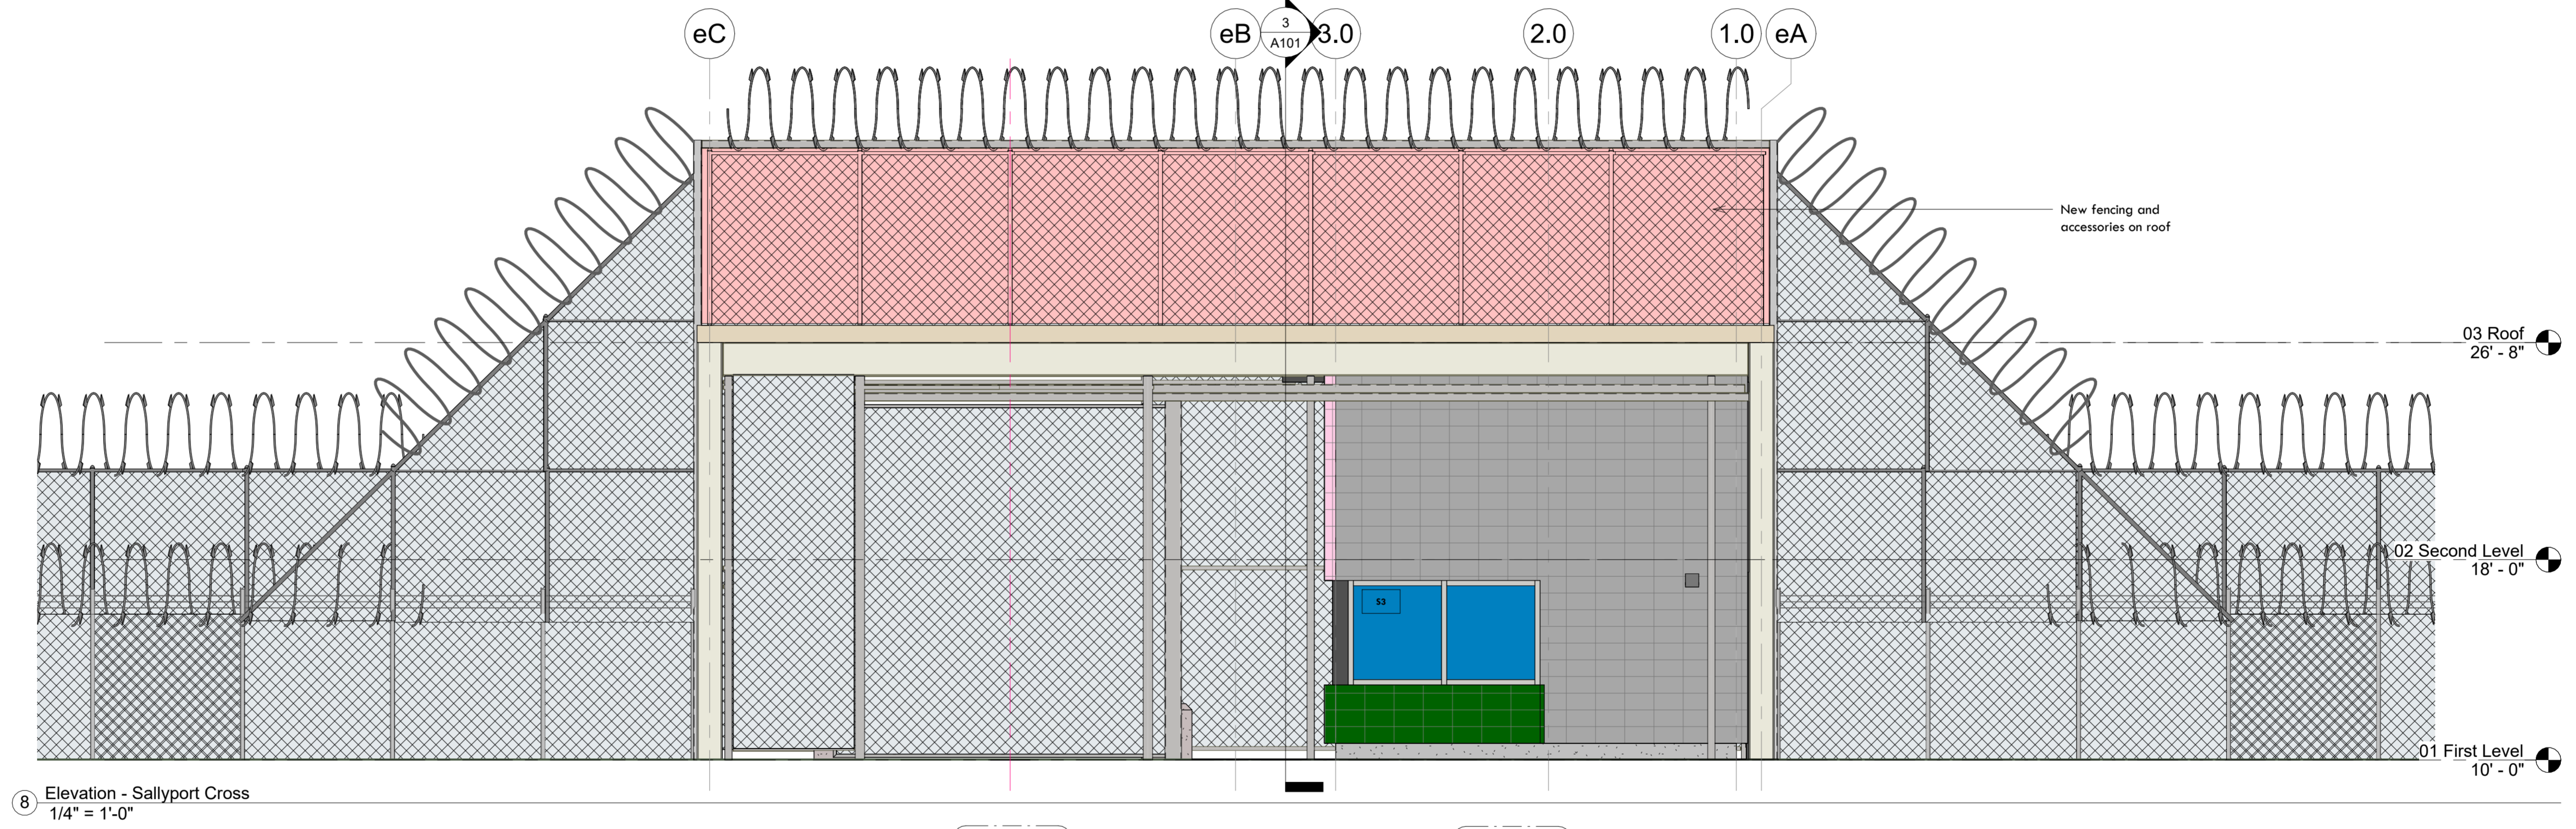 eC
eB
3
A101
3.0
2.0
1.0
eA
New fencing and
accessories on roof
03 Roof
26' - 8"
02 Second Level
18' - 0"
S3
01 First Level
10' - 0"
8
Elevation - Sallyport Cross
1/4" = 1'-0"